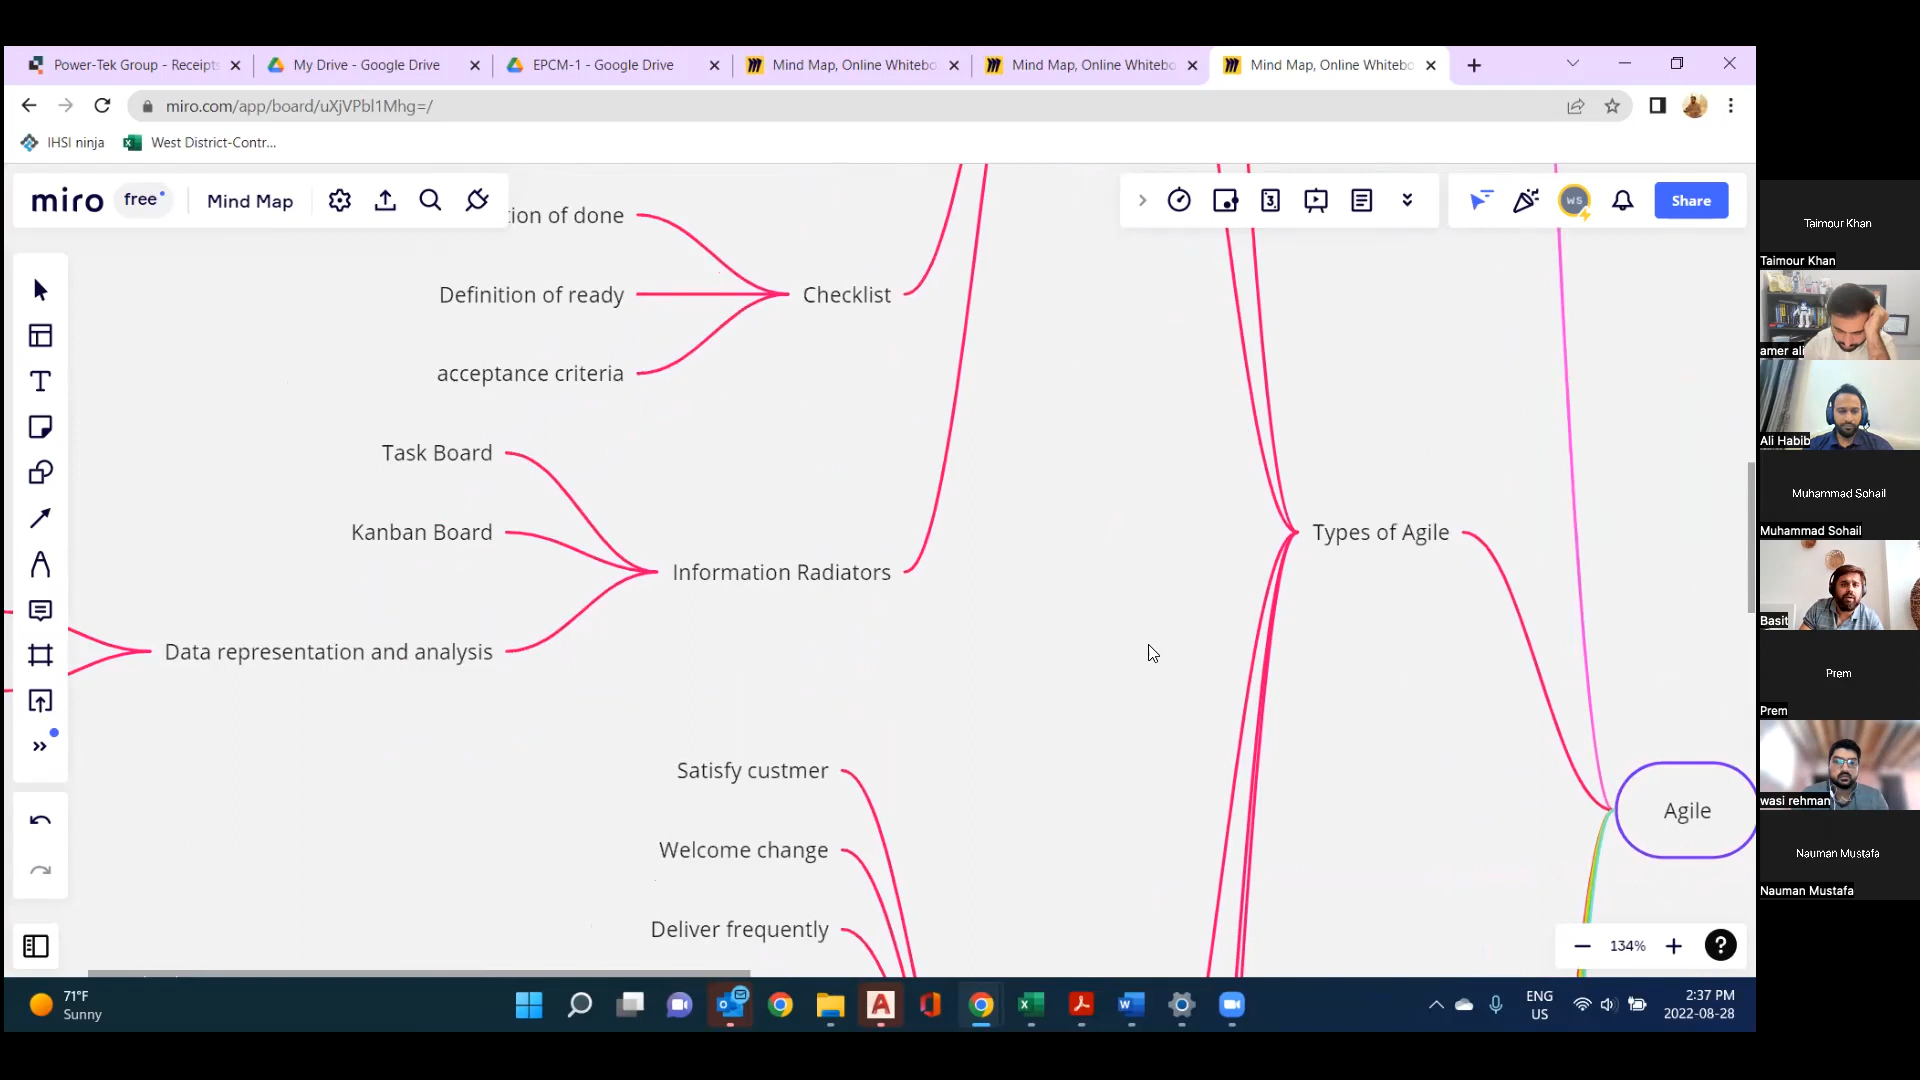 Power-Tek Group - Receipts
My Drive - Google Drive
EPCM-1 - Google Drive
Mind Map, Online Whitebo
Mind Map, Online Whitebo
Mind Map, Online Whitebo
miro.com/app/board/uXjVPbl1Mhg=/
IHSI ninja
West District-Contr...
miro
free
Mind Map
3
WS
Share
tion of done
Definition of ready
Checklist
acceptance criteria
Task Board
Kanban Board
Information Radiators
Data representation and analysis
Types of Agile
Satisfy custmer
Welcome change
Deliver frequently
Agile
134%
?
Taimour Khan
Taimour Khan
amer ali
Ali Habib
Muhammad Sohail
Muhammad Sohail
Basit
Prem
Prem
wasi rehman
Nauman Mustafa
Nauman Mustafa
71°F
Sunny
ENG
US
2:37 PM
2022-08-28